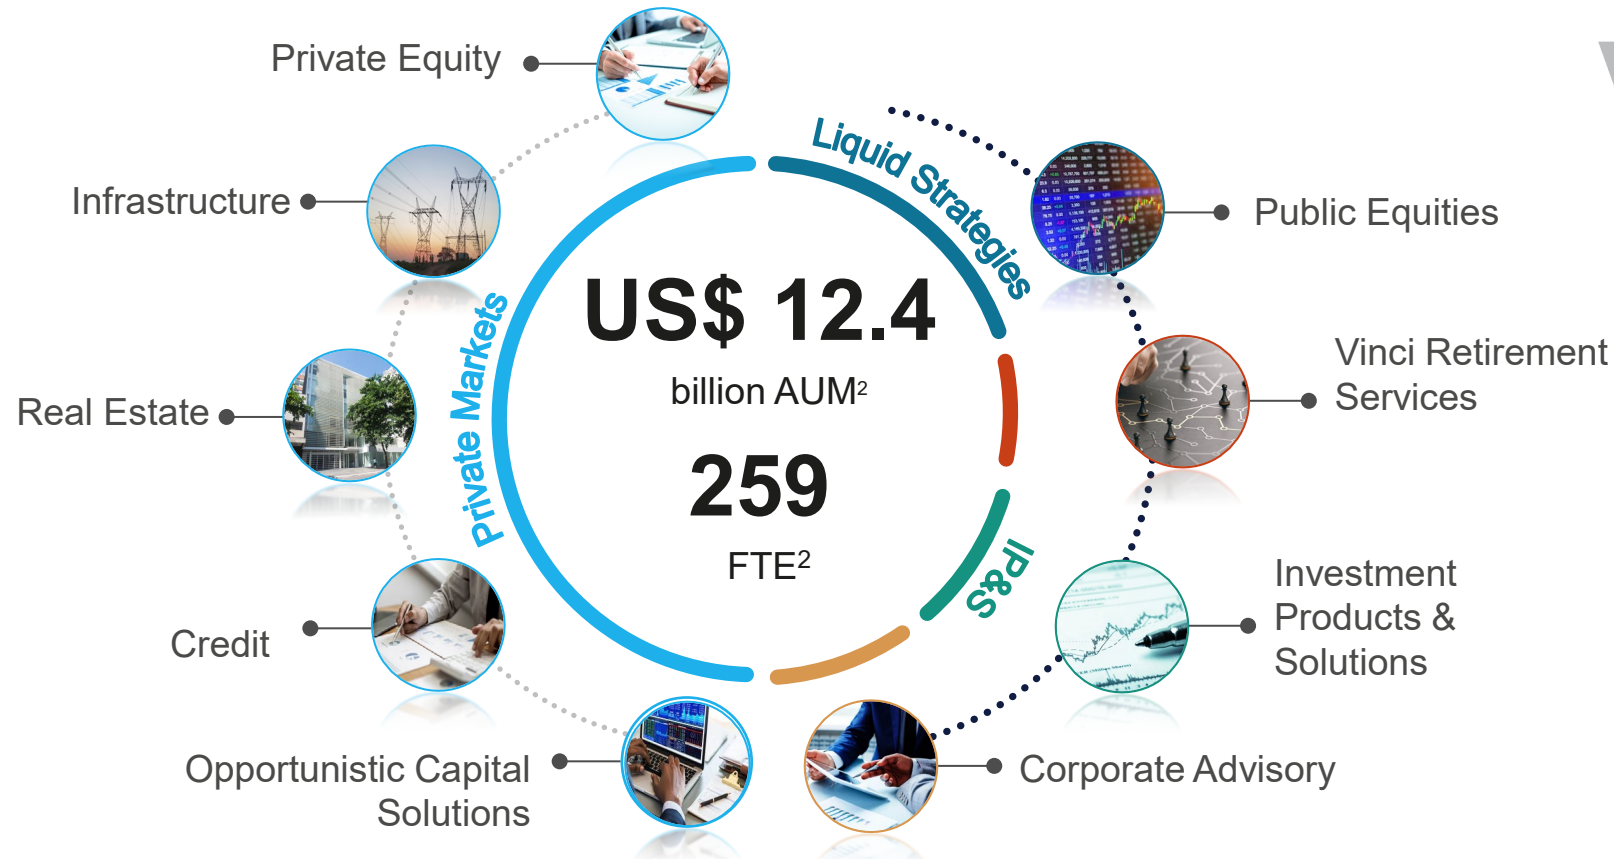 Private Equity
Infrastructure
Real Estate
Credit
Opportunistic Capital
Solutions
Private Markets
US$ 12.4
billion AUM²
259
FTE²
Liquid Strategies
IP&S
Public Equities
Vinci Retirement
Services
Investment
Products &
Solutions
Corporate Advisory